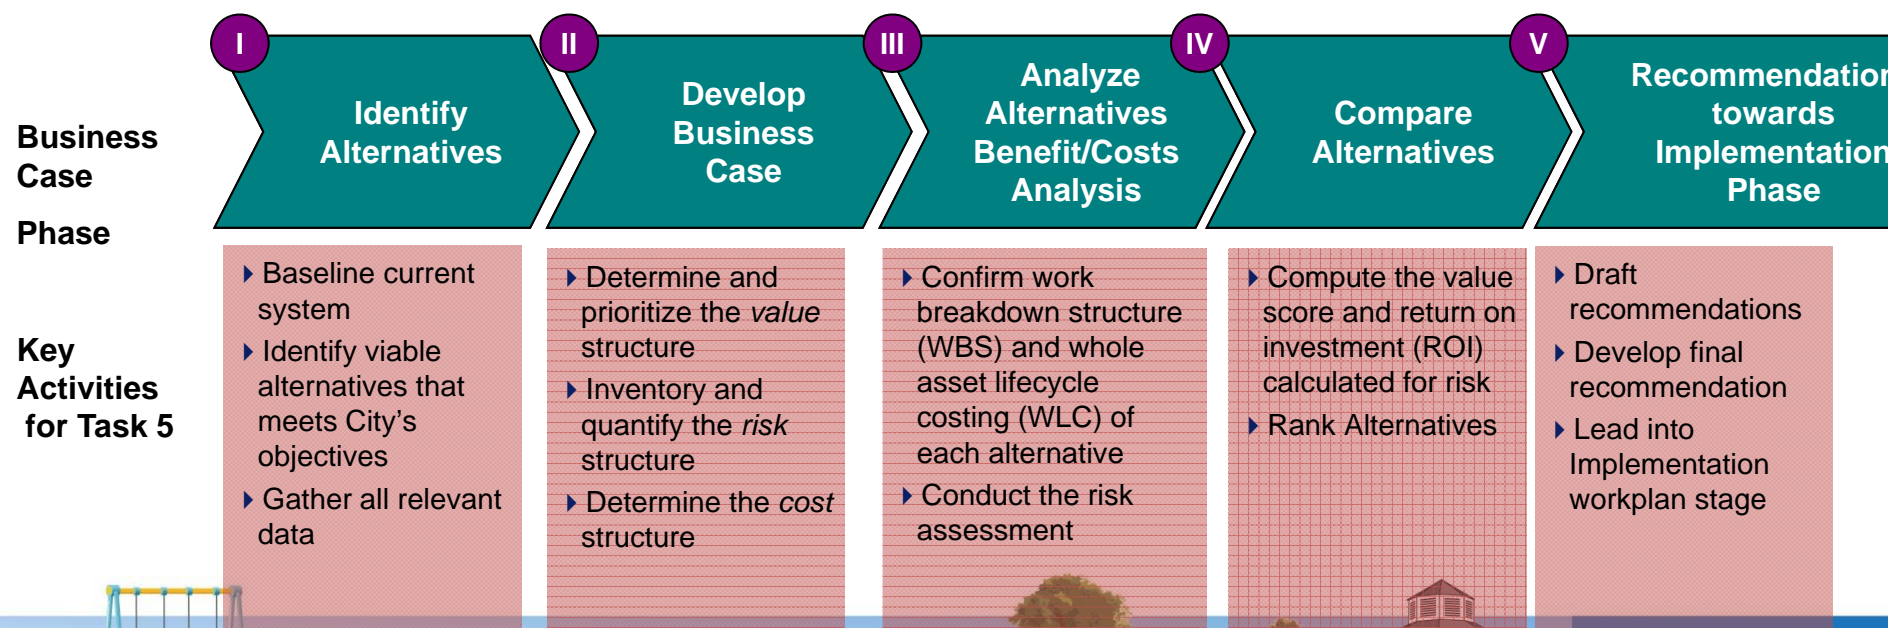 I
II
III
IV
V
Business
Case
Phase
Identify
Alternatives
Develop
Business
Case
Analyze
Alternatives
Benefit/Costs
Analysis
Compare
Alternatives
Recommendation
towards
Implementation
Phase
Key
Activities
for Task 5
Baseline current
system
Identify viable
alternatives that
meets City's
objectives
Gather all relevant
data
Determine and
prioritize the value
structure
Inventory and
quantify the risk
structure
Determine the cost
structure
Confirm work
breakdown structure
(WBS) and whole
asset lifecycle
costing (WLC) of
each alternative
Conduct the risk
assessment
Compute the value
score and return on
investment (ROI)
calculated for risk
Rank Alternatives
Draft
recommendations
Develop final
recommendation
Lead into
Implementation
workplan stage